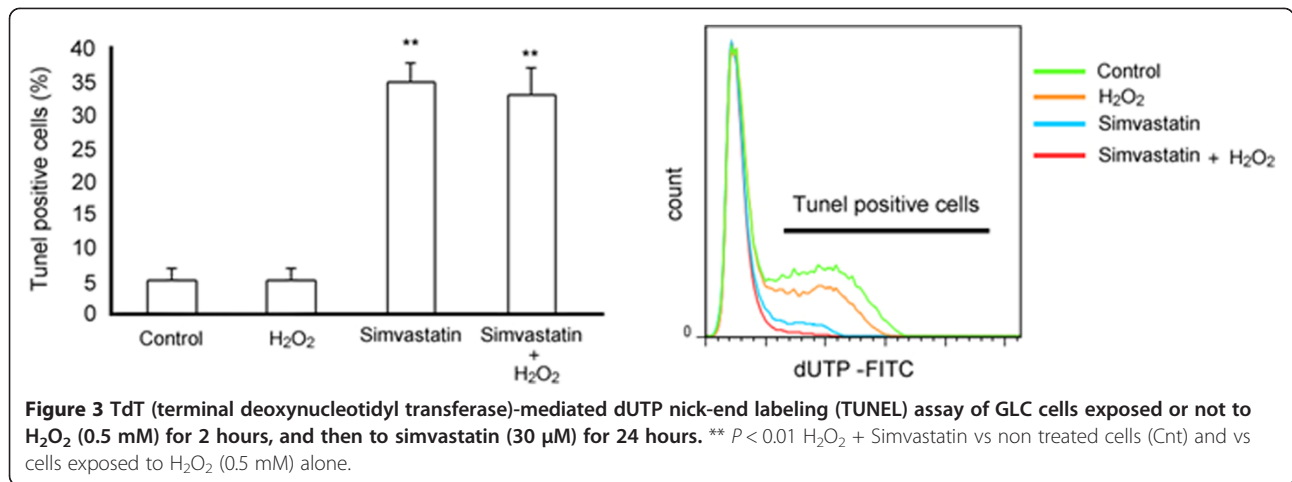 Tunel positive cells (%)
40
35
30
25
20
15
10
5
0
**
**
Control
H₂O₂
Simvastatin
Simvastatin
+
H₂O₂
count
0
Tunel positive cells
dUTP -FITC
Control
H₂O₂
Simvastatin
Simvastatin + H₂O₂
Figure 3 TdT (terminal deoxynucleotidyl transferase)-mediated dUTP nick-end labeling (TUNEL) assay of GLC cells exposed or not to
H₂O₂ (0.5 mM) for 2 hours, and then to simvastatin (30 μM) for 24 hours. ** P < 0.01 H₂O₂ + Simvastatin vs non treated cells (Cnt) and vs
cells exposed to H₂O₂ (0.5 mM) alone.